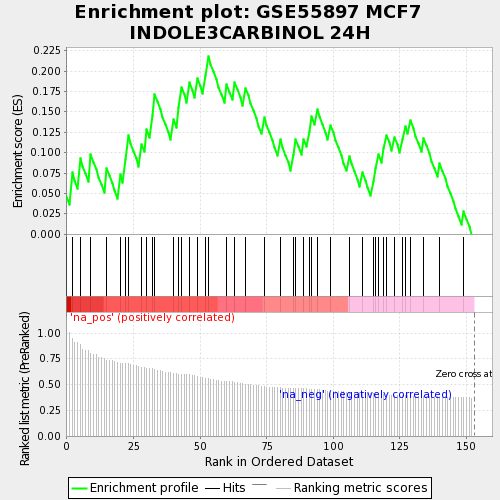 Enrichment plot: GSE55897 MCF7
INDOLE3CARBINOL 24H
Enrichment score (ES)
0.225
0.200
0.175
0.150
0.125
0.100
0.075
0.050
0.025
0.000
'na_pos' (positively correlated)
Ranked list metric (PreRanked)
1.00
0.75
0.50
0.25
0.00
Zero cross at
'na_neg' (negatively correlated)
0
25
50
75
100
125
150
Rank in Ordered Dataset
Enrichment profile
Hits
Ranking metric scores